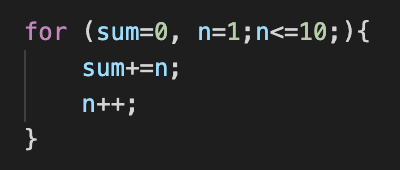 for (sum=0, n=1;n<=10;){
    sum+=n;
    n++;
}